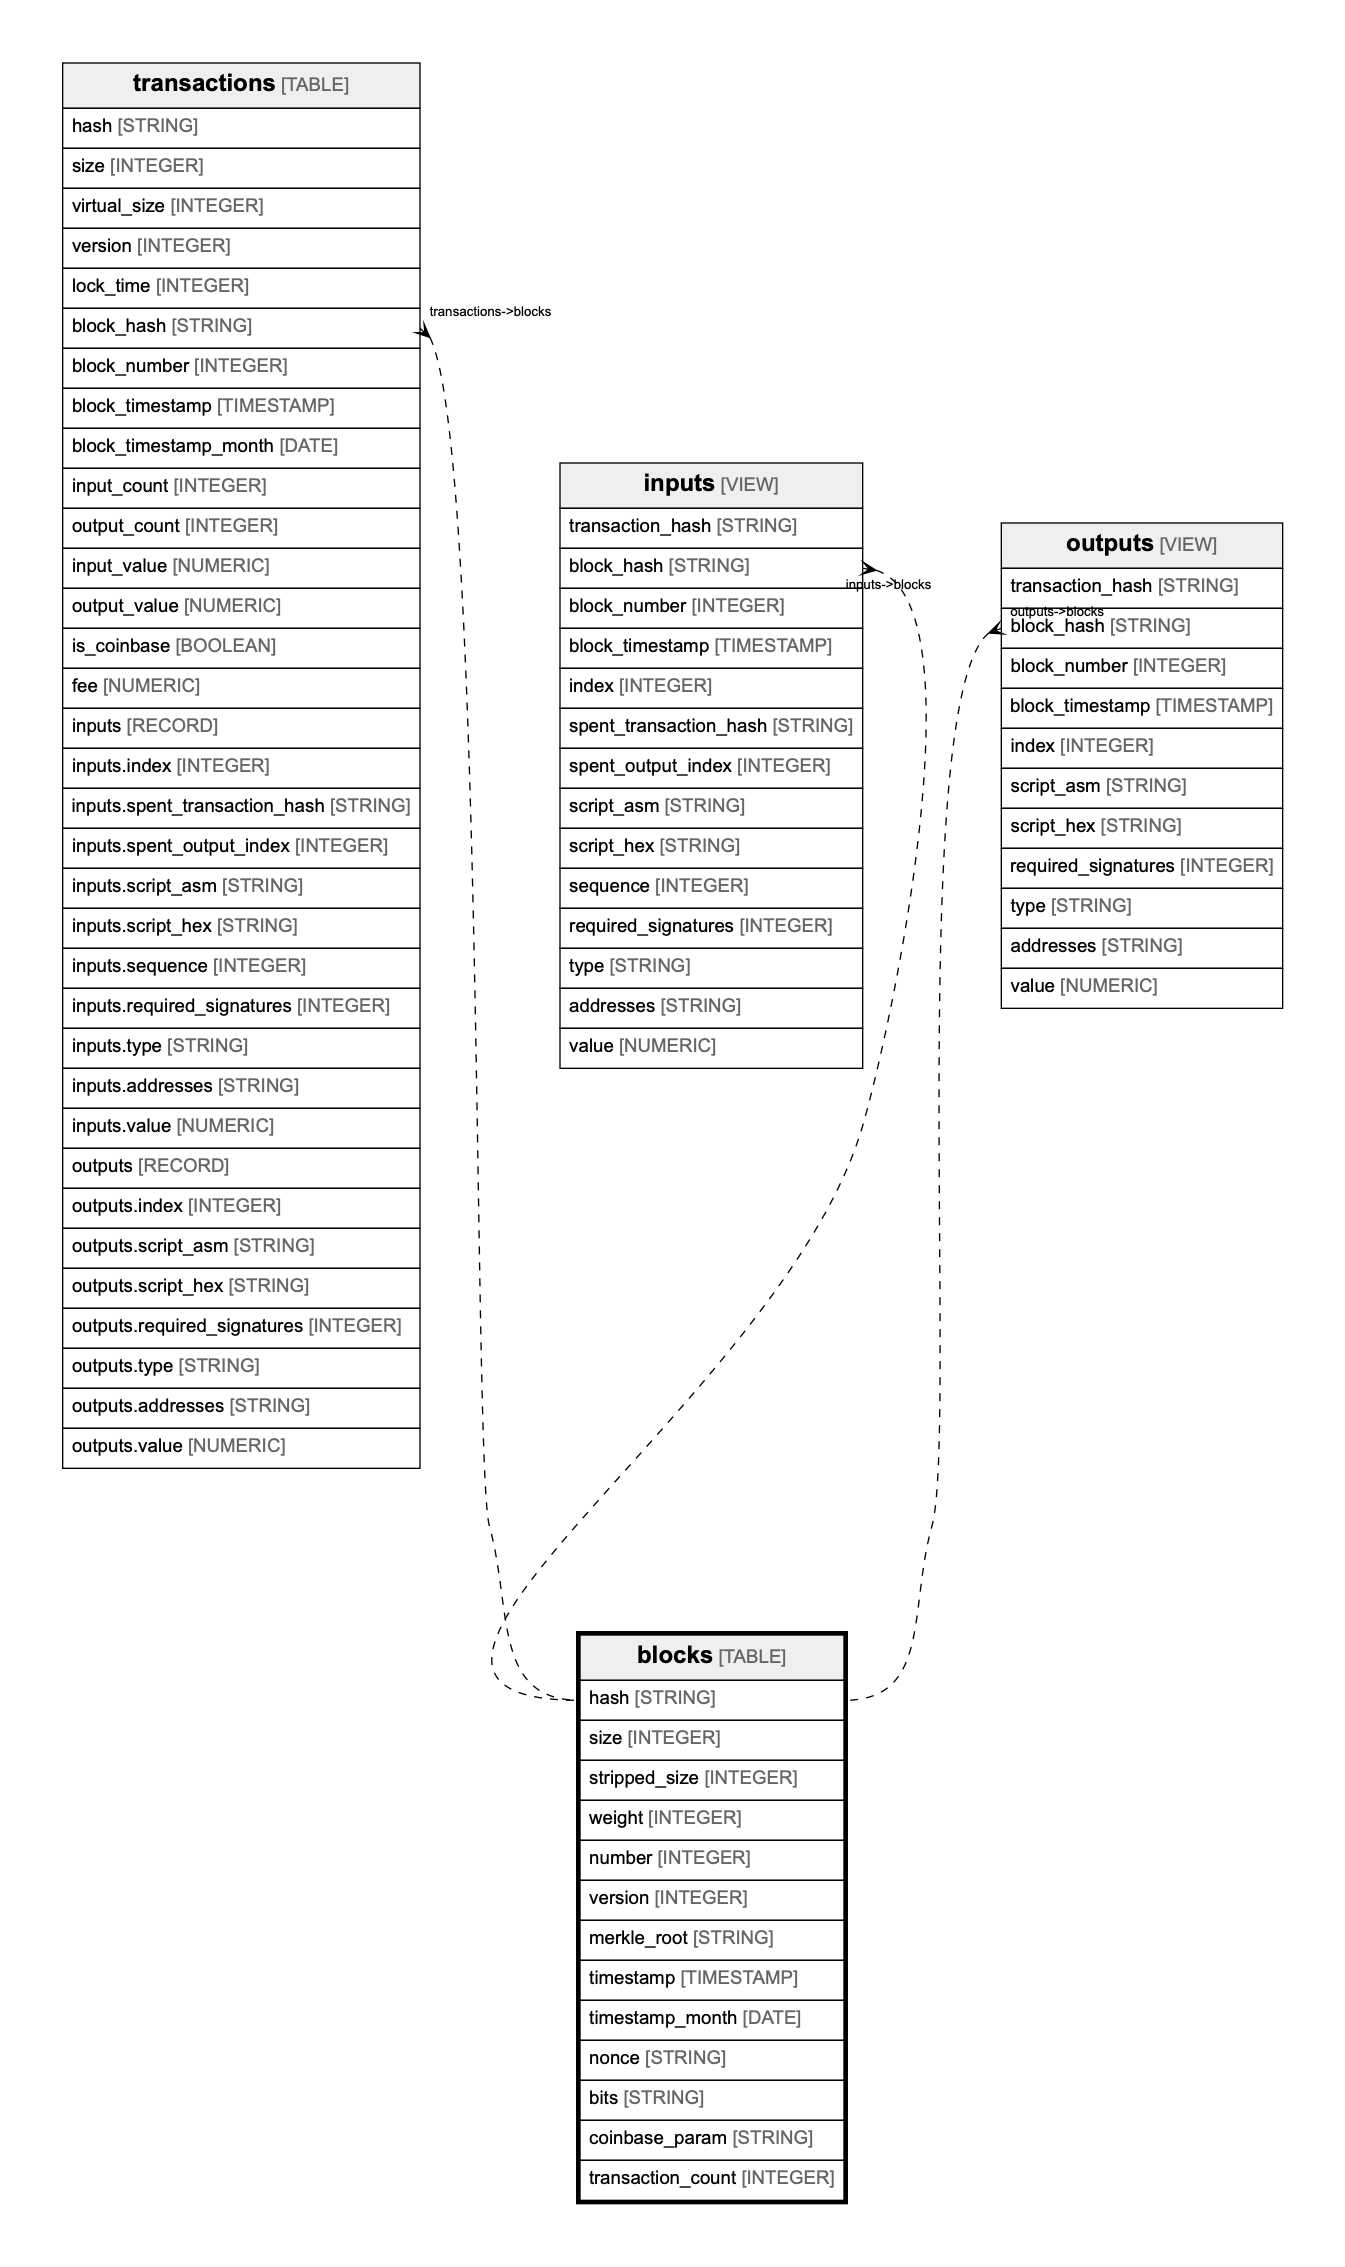 transactions [TABLE]
hash [STRING]
size [INTEGER]
virtual_size [INTEGER]
version [INTEGER]
lock_time [INTEGER]
block_hash [STRING]
block_number [INTEGER]
block_timestamp [TIMESTAMP]
block_timestamp_month [DATE]
input_count [INTEGER]
output_count [INTEGER]
input_value [NUMERIC]
output_value [NUMERIC]
is_coinbase [BOOLEAN]
fee [NUMERIC]
inputs [RECORD]
inputs.index [INTEGER]
inputs.spent_transaction_hash [STRING]
inputs.spent_output_index [INTEGER]
inputs.script_asm [STRING]
inputs.script_hex [STRING]
inputs.sequence [INTEGER]
inputs.required_signatures [INTEGER]
inputs.type [STRING]
inputs.addresses [STRING]
inputs.value [NUMERIC]
outputs [RECORD]
outputs.index [INTEGER]
outputs.script_asm [STRING]
outputs.script_hex [STRING]
outputs.required_signatures [INTEGER]
outputs.type [STRING]
outputs.addresses [STRING]
outputs.value [NUMERIC]
transactions->blocks
inputs [VIEW]
transaction_hash [STRING]
block_hash [STRING]
block_number [INTEGER]
block_timestamp [TIMESTAMP]
index [INTEGER]
spent_transaction_hash [STRING]
spent_output_index [INTEGER]
script_asm [STRING]
script_hex [STRING]
sequence [INTEGER]
required_signatures [INTEGER]
type [STRING]
addresses [STRING]
value [NUMERIC]
inputs->blocks
outputs [VIEW]
transaction_hash [STRING]
outputs->blocks
block_hash [STRING]
block_number [INTEGER]
block_timestamp [TIMESTAMP]
index [INTEGER]
script_asm [STRING]
script_hex [STRING]
required_signatures [INTEGER]
type [STRING]
addresses [STRING]
value [NUMERIC]
blocks [TABLE]
hash [STRING]
size [INTEGER]
stripped_size [INTEGER]
weight [INTEGER]
number [INTEGER]
version [INTEGER]
merkle_root [STRING]
timestamp [TIMESTAMP]
timestamp_month [DATE]
nonce [STRING]
bits [STRING]
coinbase_param [STRING]
transaction_count [INTEGER]